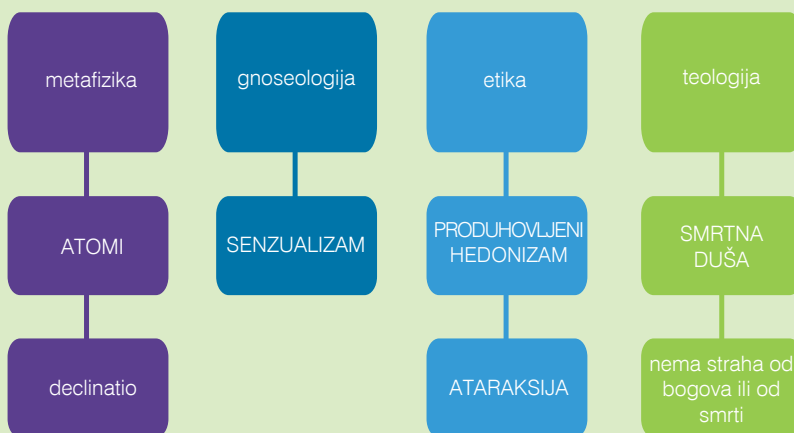 metafizika
gnoseologija
etika
teologija
ATOMI
SENZUALIZAM
PRODUHOVLJENI
HEDONIZAM
SMRTNA
DUŠA
declinatio
ATARAKSIJA
nema straha od
bogova ili od
smrti